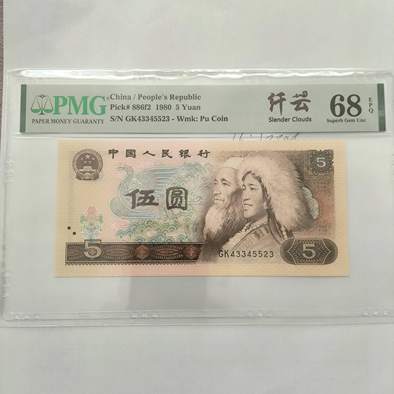 PMG
PAPER MONEY GUARANTY
China / People's Republic
Pick# 886f2 1980 5 Yuan
S/N GK43345523 - Wmk: Pu Coin
纤云
Slender Clouds
68 EPQ
Superb Gem Unc
中国人民银行
5
伍圆
5
GK43345523
5